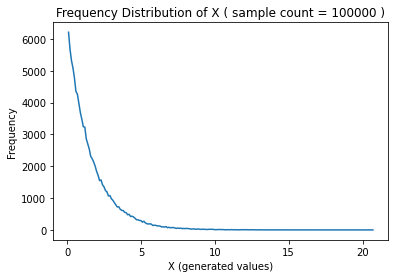 Frequency Distribution of X ( sample count = 100000 )
6000
5000
4000
3000
2000
1000
0
Frequency
0 5 10 15 20
X (generated values)